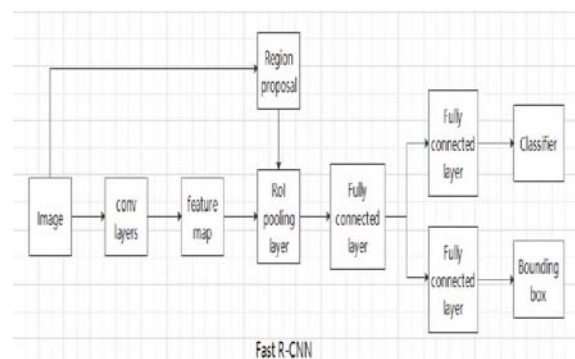 Region
proposal
Fully
connected
layer
Classifier
Image
conv
layers
feature
map
RoI
pooling
layer
Fully
connected
layer
Fully
connected
layer
Bounding
box
Fast R-CNN